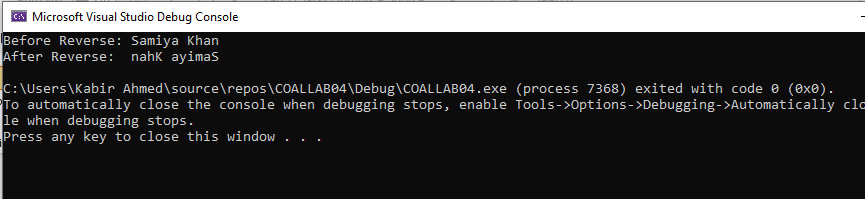 Microsoft Visual Studio Debug Console
Before Reverse: Samiya Khan
After Reverse:  nahK ayimaS
C:\Users\Kabir Ahmed\source\repos\COALLAB04\Debug\COALLAB04.exe (process 7368) exited with code 0 (0x0).
To automatically close the console when debugging stops, enable Tools->Options->Debugging->Automatically clo
le when debugging stops.
Press any key to close this window . . .